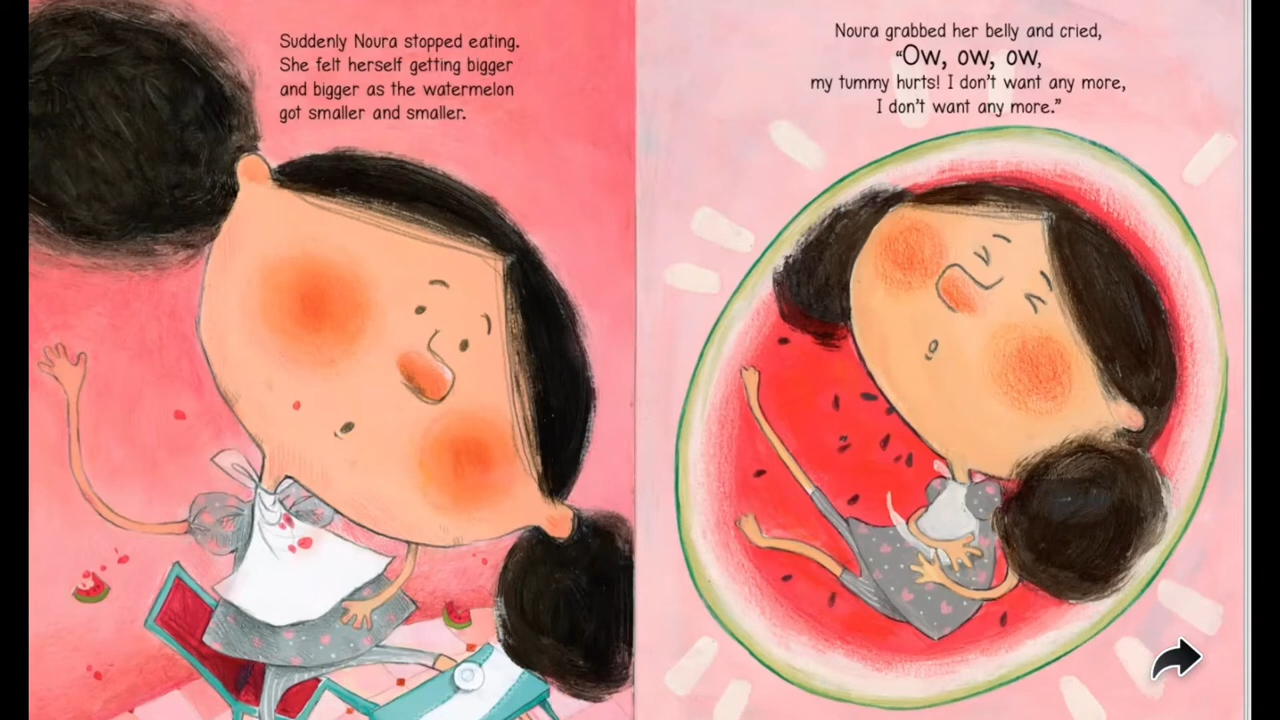 Suddenly Noura stopped eating.
She felt herself getting bigger
and bigger as the watermelon
got smaller and smaller.
Noura grabbed her belly and cried,
“Ow, ow, ow,
my tummy hurts! I don’t want any more,
I don’t want any more.”